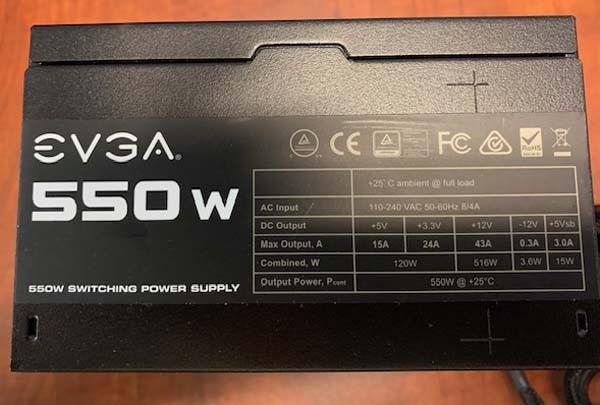 EVGA
550 W
550W SWITCHING POWER SUPPLY
CE
FC
RoHS
+25°C ambient @ full load
AC Input 110-240 VAC 50-60Hz 8/4A
DC Output +5V +3.3V +12V -12V +5Vsb
Max Output, A 15A 24A 43A 0.3A 3.0A
Combined, W 120W 516W 3.6W 15W
Output Power, Pcont 550W @ +25°C